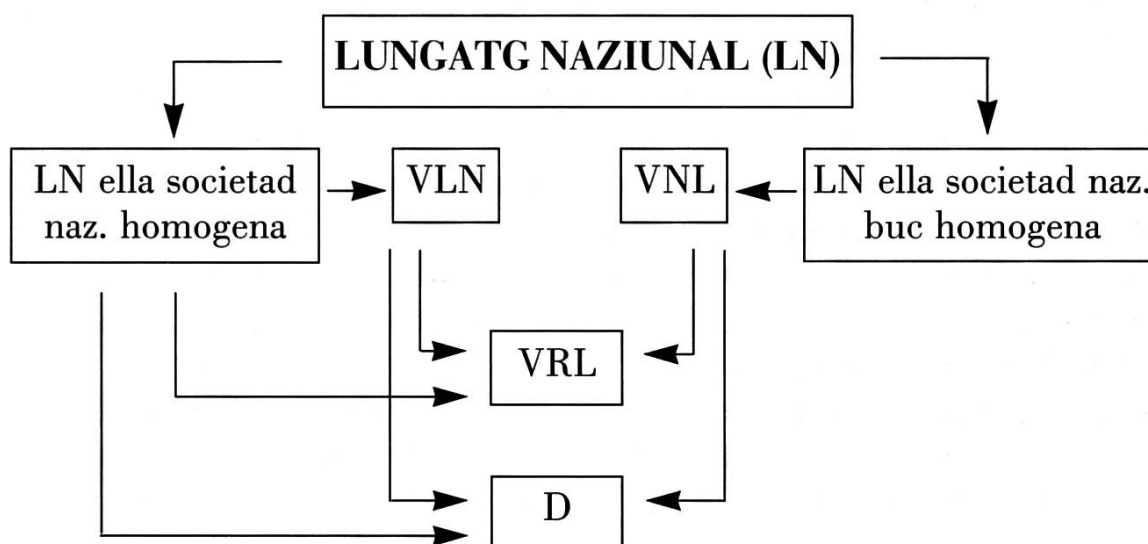 LUNGATG NAZIUNAL (LN)
LN ella societad
naz. homogena
VLN
VNL
LN ella societad naz.
buc homogena
VRL
D